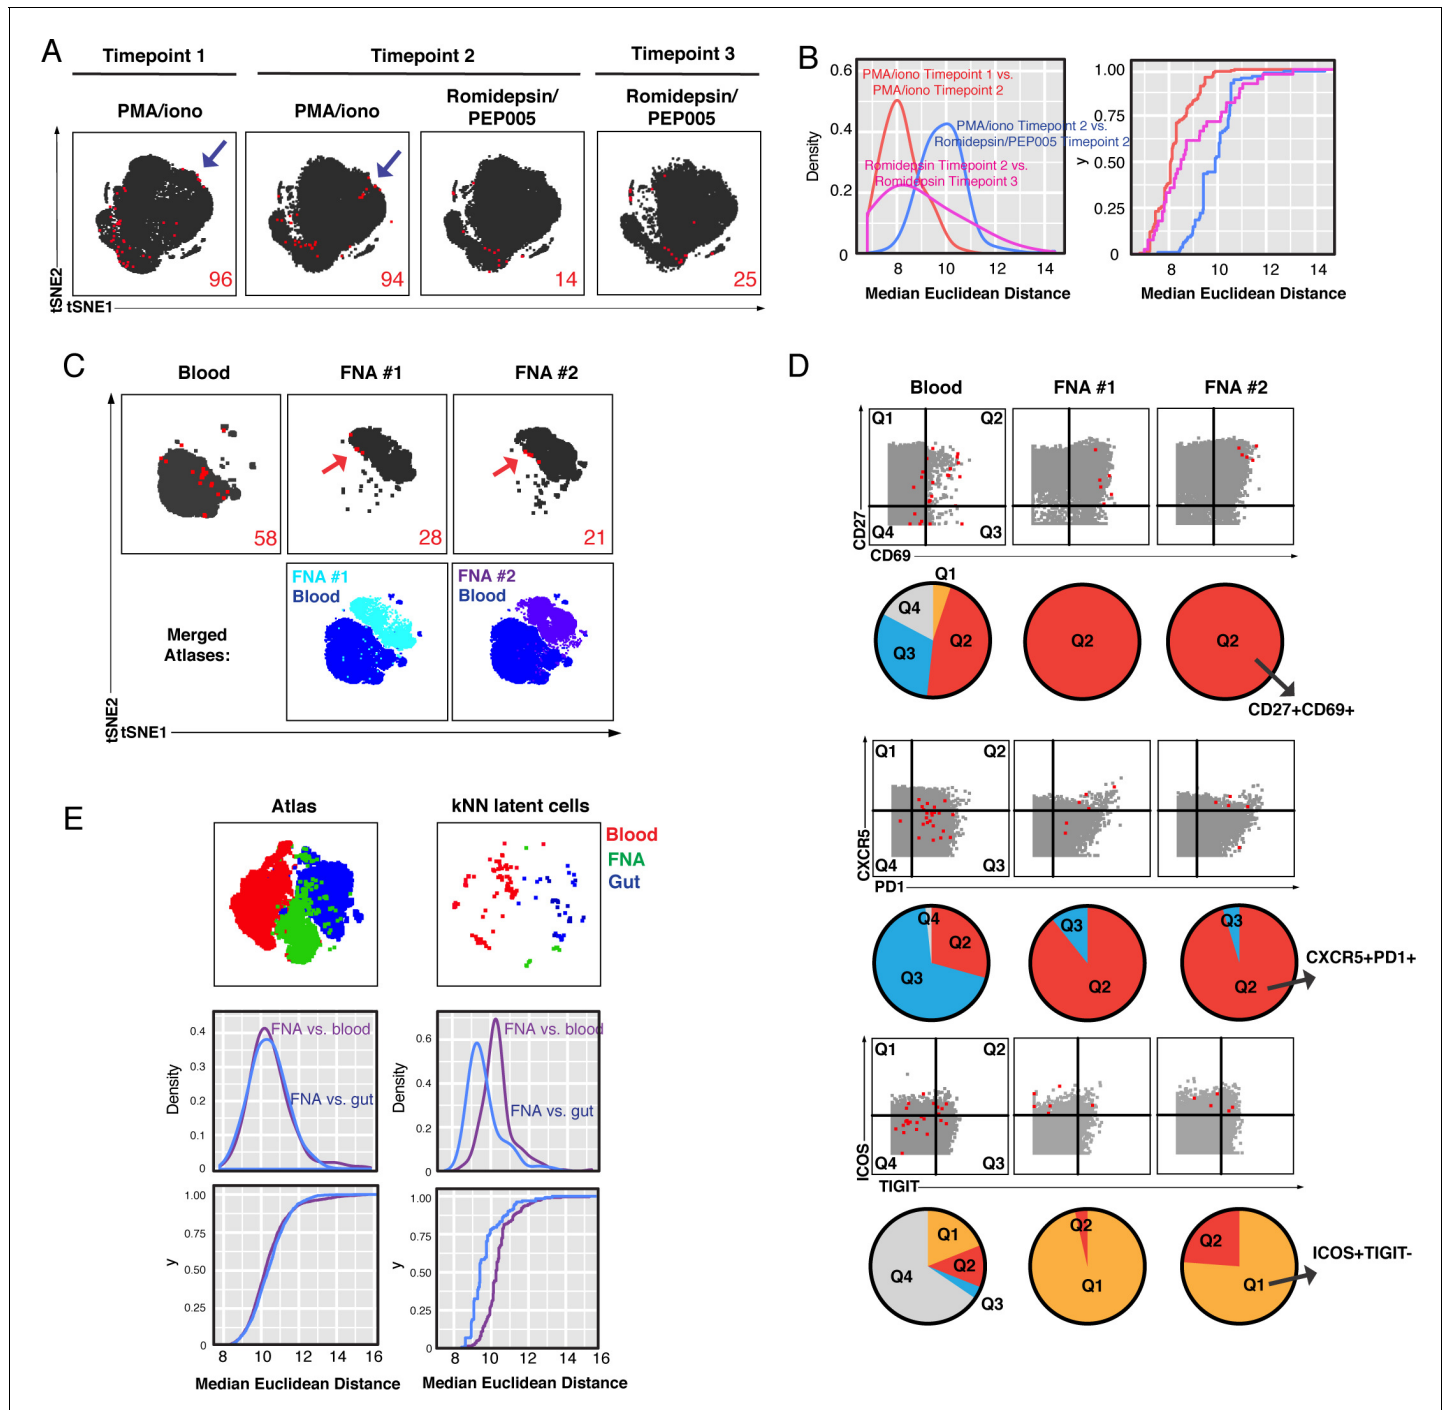 A
Timepoint 1
Timepoint 2
Timepoint 3
PMA/iono
PMA/iono
Romidepsin/
PEP005
Romidepsin/
PEP005
96
94
14
25
tSNE2
tSNE1
B
0.6
0.4
0.2
0
Density
PMA/iono Timepoint 1 vs.
PMA/iono Timepoint 2
PMA/iono Timepoint 2 vs.
Romidepsin/PEP005 Timepoint 2
Romidepsin Timepoint 2 vs.
Romidepsin Timepoint 3
8 10 12 14
Median Euclidean Distance
1.00
0.75
0.50
0.25
0
y
8 10 12 14
Median Euclidean Distance
C
Blood
FNA #1
FNA #2
58
28
21
FNA #1
Blood
FNA #2
Blood
Merged
Atlases:
tSNE2
tSNE1
D
Blood
FNA #1
FNA #2
Q1
Q2
Q4
Q3
CD27
CD69
Q1
Q4
Q2
Q3
Q2
Q2
CD27+CD69+
Q1
Q2
Q4
Q3
CXCR5
PD1
Q4
Q2
Q3
Q3
Q2
Q3
Q2
CXCR5+PD1+
Q1
Q2
Q4
Q3
ICOS
TIGIT
Q1
Q2
Q4
Q3
Q2
Q1
Q2
Q1
ICOS+TIGIT-
E
Atlas
kNN latent cells
Blood
FNA
Gut
0.4
0.3
0.2
0.1
0
Density
FNA vs. blood
FNA vs. gut
0.6
0.4
0.2
0
Density
FNA vs. blood
FNA vs. gut
1.00
0.75
0.50
0.25
0
y
8 10 12 14 16
Median Euclidean Distance
1.00
0.75
0.50
0.25
0
y
8 10 12 14 16
Median Euclidean Distance